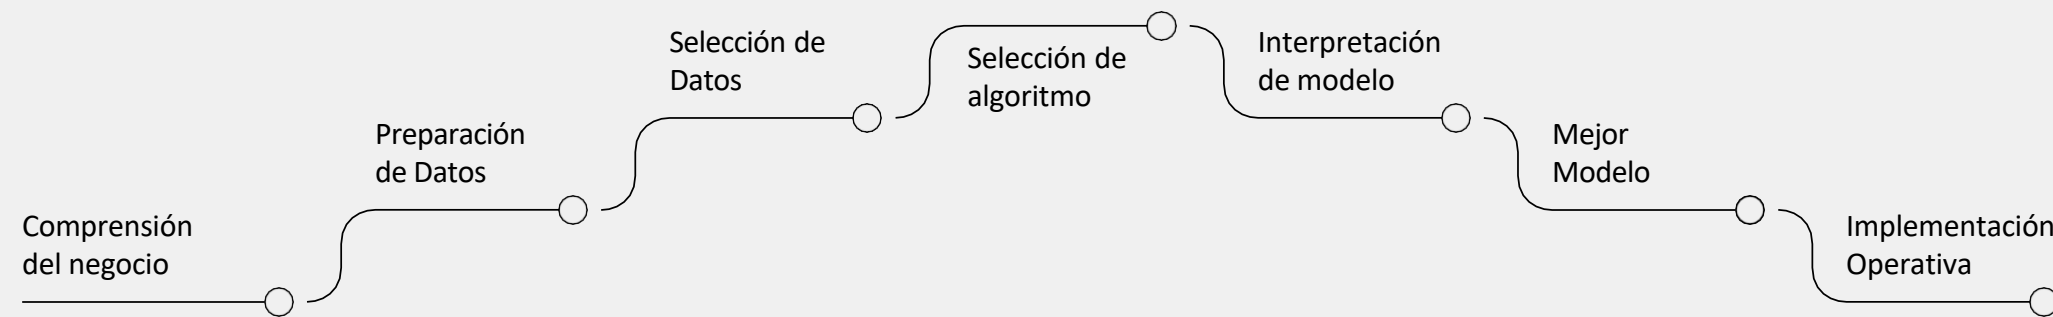 Comprensión
del negocio
Preparación
de Datos
Selección de
Datos
Selección de
algoritmo
Interpretación
de modelo
Mejor
Modelo
Implementación
Operativa